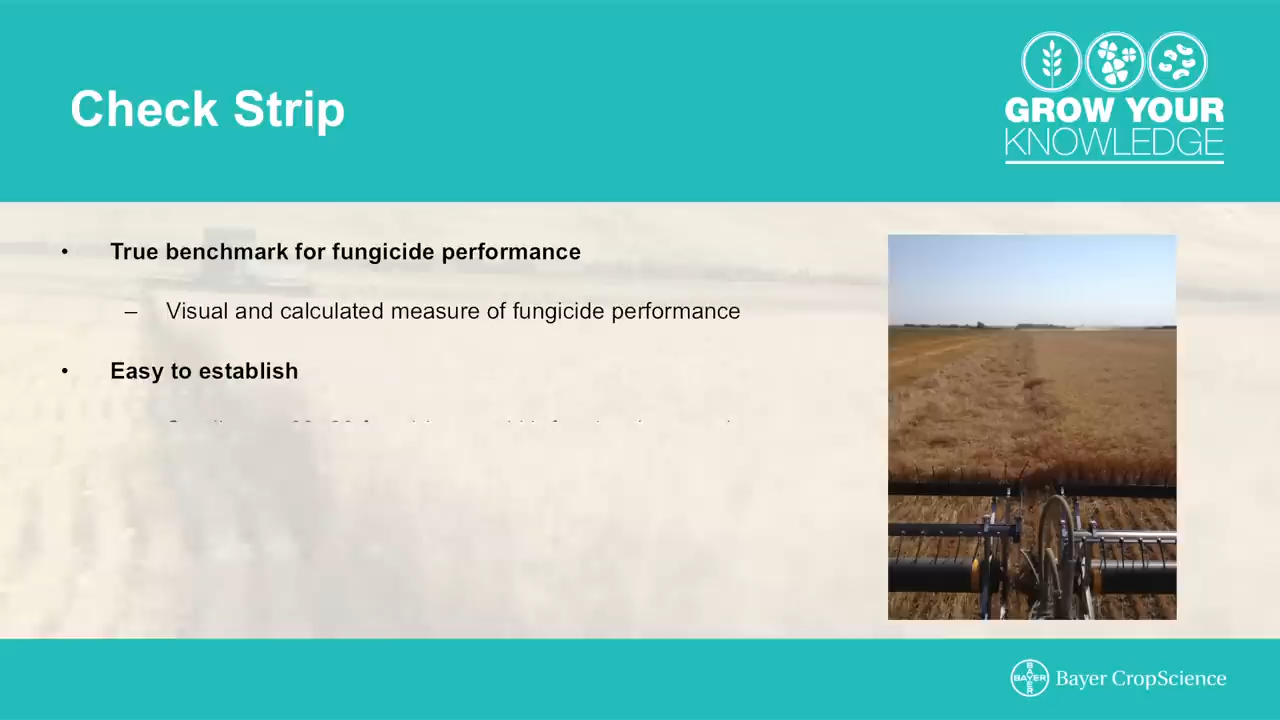 Check Strip
GROW YOUR
KNOWLEDGE
• True benchmark for fungicide performance
– Visual and calculated measure of fungicide performance
• Easy to establish
BAYER
BAYER
Bayer CropScience